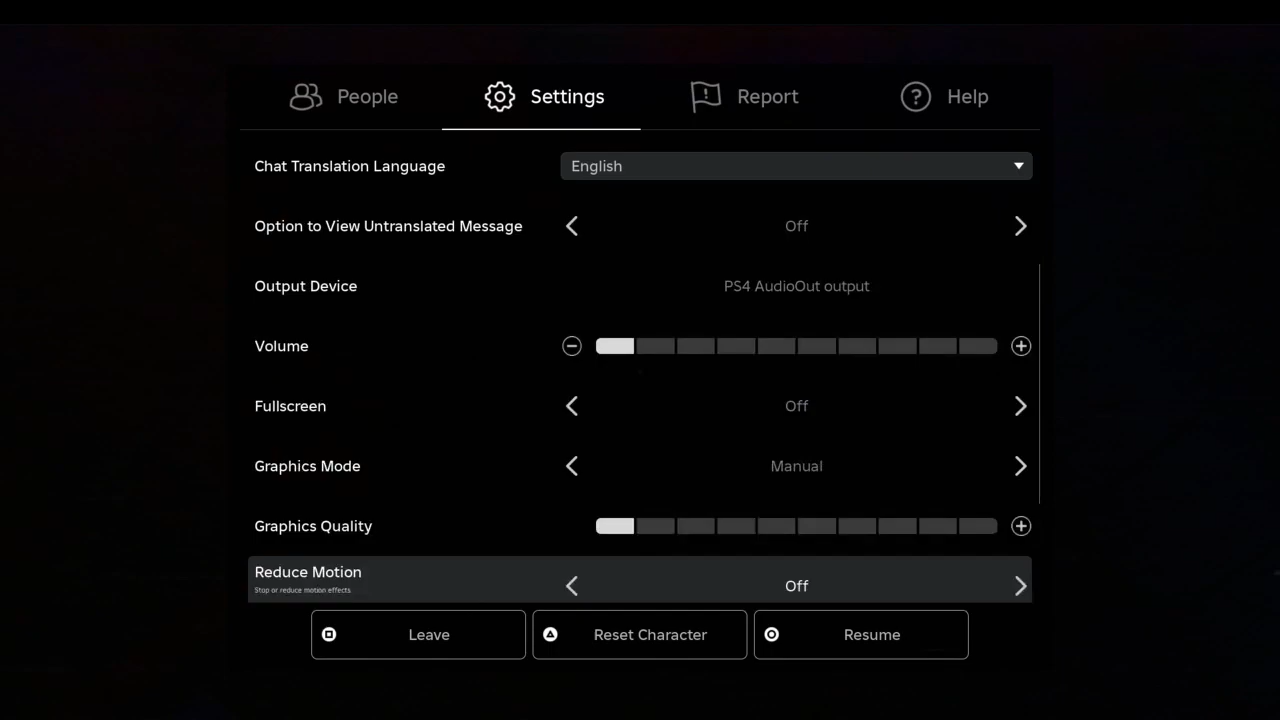 People Settings Report Help
Chat Translation Language English
Option to View Untranslated Message Off
Output Device PS4 AudioOut output
Volume
Fullscreen Off
Graphics Mode Manual
Graphics Quality
Reduce Motion Off
Stop or reduce motion effects
Leave Reset Character Resume